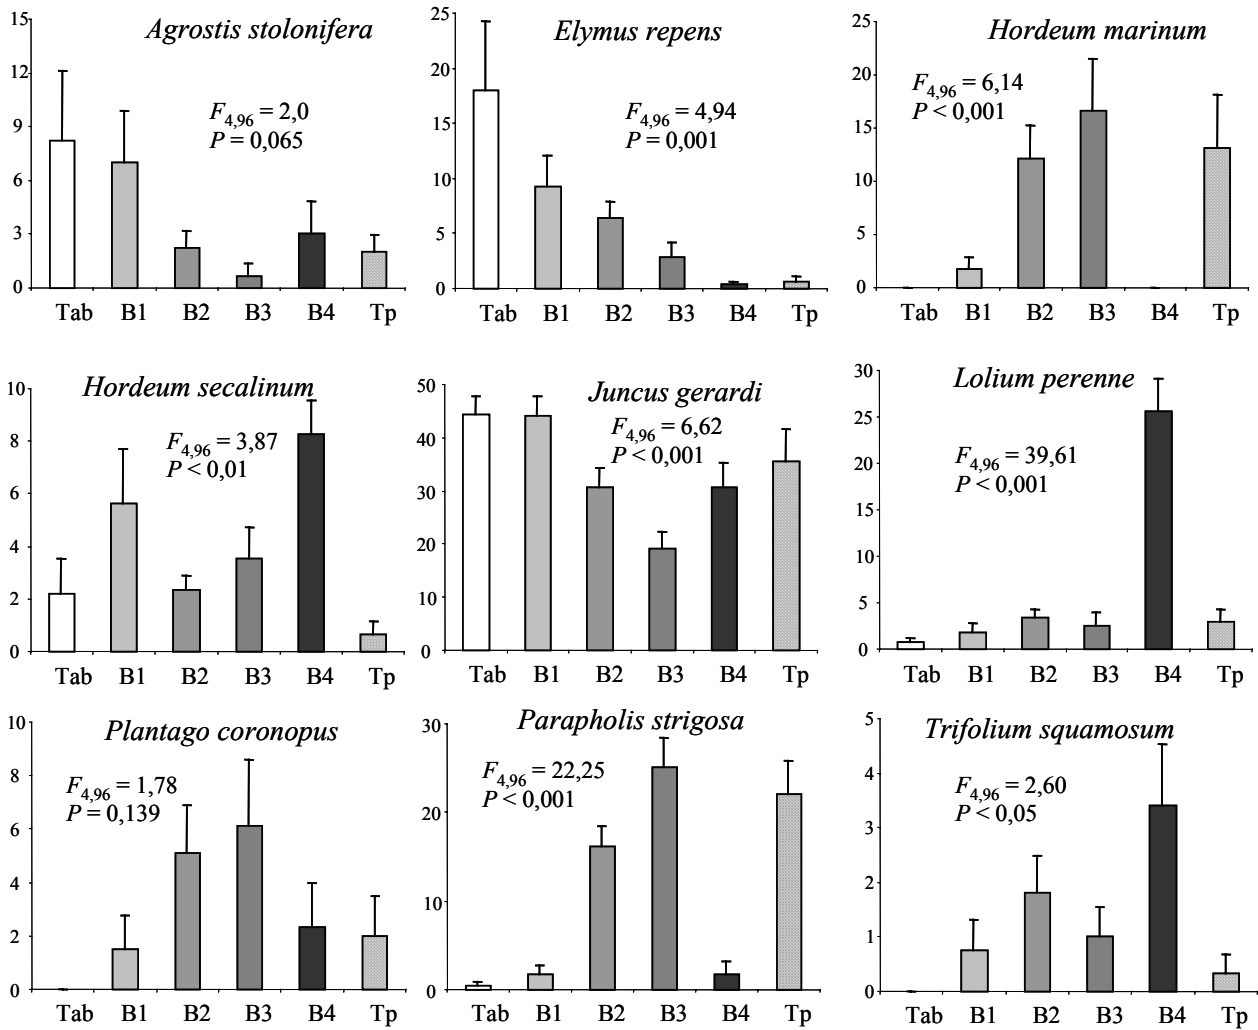 Agrostis stolonifera
F4,96 = 2,0
P = 0,065
15
12
9
6
3
0
Tab B1 B2 B3 B4 Tp
Elymus repens
F4,96 = 4,94
P = 0,001
25
20
15
10
5
0
Tab B1 B2 B3 B4 Tp
Hordeum marinum
F4,96 = 6,14
P < 0,001
25
20
15
10
5
0
Tab B1 B2 B3 B4 Tp
Hordeum secalinum
F4,96 = 3,87
P < 0,01
10
8
6
4
2
0
Tab B1 B2 B3 B4 Tp
Juncus gerardi
F4,96 = 6,62
P < 0,001
50
40
30
20
10
0
Tab B1 B2 B3 B4 Tp
Lolium perenne
F4,96 = 39,61
P < 0,001
30
25
20
15
10
5
0
Tab B1 B2 B3 B4 Tp
Plantago coronopus
F4,96 = 1,78
P = 0,139
10
8
6
4
2
0
Tab B1 B2 B3 B4 Tp
Parapholis strigosa
F4,96 = 22,25
P < 0,001
30
20
10
0
Tab B1 B2 B3 B4 Tp
Trifolium squamosum
F4,96 = 2,60
P < 0,05
5
4
3
2
1
0
Tab B1 B2 B3 B4 Tp